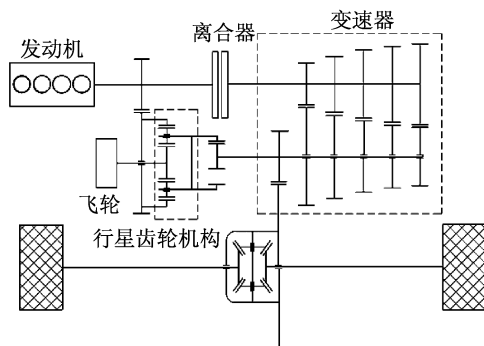 变速器
离合器
发动机
飞轮
行星齿轮机构